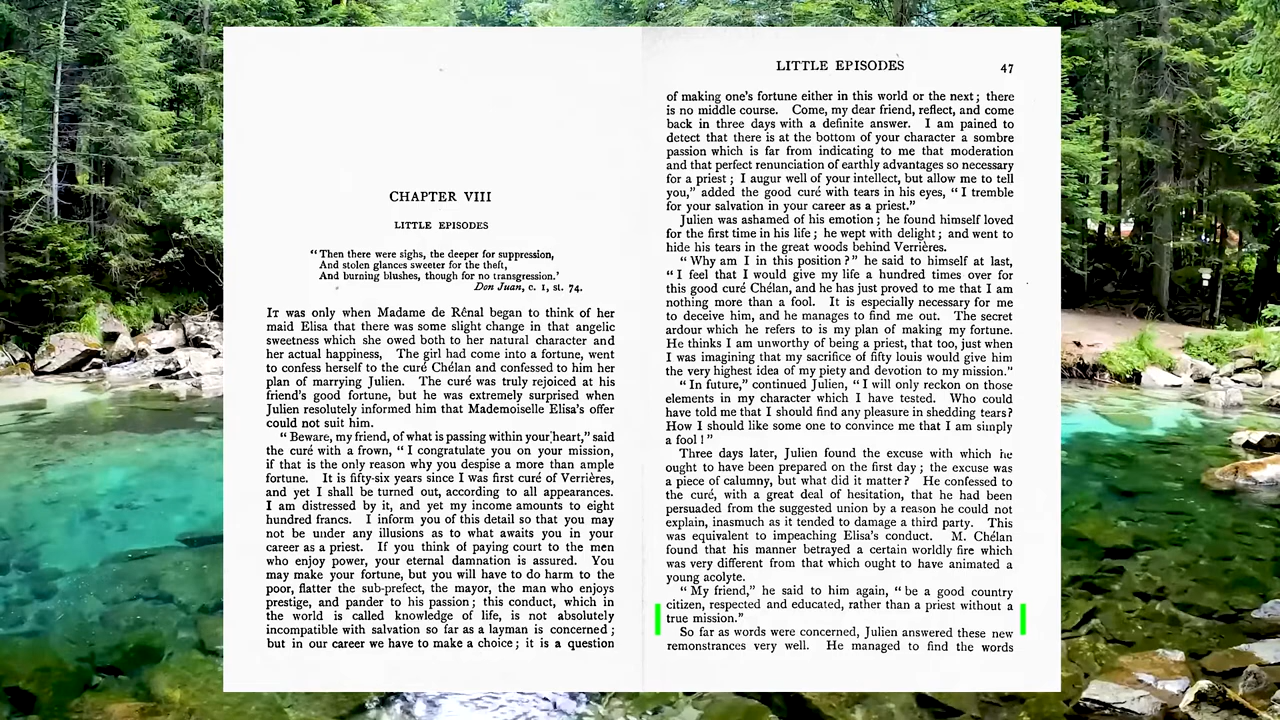 CHAPTER VIII
LITTLE EPISODES
“ Then there were sighs, the deeper for suppression,
And stolen glances sweeter for the theft,
And burning blushes, though for no transgression.’
Don Juan, c. 1, st. 74.
It was only when Madame de Rênal began to think of her
maid Elisa that there was some slight change in that angelic
sweetness which she owed both to her natural character and
her actual happiness, The girl had come into a fortune, went
to confess herself to the curé Chélan and confessed to him her
plan of marrying Julien. The curé was truly rejoiced at his
friend’s good fortune, but he was extremely surprised when
Julien resolutely informed him that Mademoiselle Elisa’s offer
could not suit him.
“ Beware, my friend, of what is passing within your heart,” said
the curé with a frown, “ I congratulate you on your mission,
if that is the only reason why you despise a more than ample
fortune. It is fifty-six years since I was first curé of Verrières,
and yet I shall be turned out, according to all appearances.
I am distressed by it, and yet my income amounts to eight
hundred francs. I inform you of this detail so that you may
not be under any illusions as to what awaits you in your
career as a priest. If you think of paying court to the men
who enjoy power, your eternal damnation is assured. You
may make your fortune, but you will have to do harm to the
poor, flatter the sub-prefect, the mayor, the man who enjoys
prestige, and pander to his passion ; this conduct, which in
the world is called knowledge of life, is not absolutely
incompatible with salvation so far as a layman is concerned ;
but in our career we have to make a choice ; it is a question
LITTLE EPISODES 47
of making one’s fortune either in this world or the next ; there
is no middle course. Come, my dear friend, reflect, and come
back in three days with a definite answer. I am pained to
detect that there is at the bottom of your character a sombre
passion which is far from indicating to me that moderation
and that perfect renunciation of earthly advantages so necessary
for a priest ; I augur well of your intellect, but allow me to tell
you,” added the good curé with tears in his eyes, “ I tremble
for your salvation in your career as a priest.”
Julien was ashamed of his emotion ; he found himself loved
for the first time in his life ; he wept with delight ; and went to
hide his tears in the great woods behind Verrières.
“ Why am I in this position ? ” he said to himself at last,
“ I feel that I would give my life a hundred times over for
this good curé Chélan, and he has just proved to me that I am
nothing more than a fool. It is especially necessary for me
to deceive him, and he manages to find me out. The secret
ardour which he refers to is my plan of making my fortune.
He thinks I am unworthy of being a priest, that too, just when
I was imagining that my sacrifice of fifty louis would give him
the very highest idea of my piety and devotion to my mission.”
“ In future,” continued Julien, “ I will only reckon on those
elements in my character which I have tested. Who could
have told me that I should find any pleasure in shedding tears?
How I should like some one to convince me that I am simply
a fool ! ”
Three days later, Julien found the excuse with which he
ought to have been prepared on the first day ; the excuse was
a piece of calumny, but what did it matter ? He confessed to
the curé, with a great deal of hesitation, that he had been
persuaded from the suggested union by a reason he could not
explain, inasmuch as it tended to damage a third party. This
was equivalent to impeaching Elisa’s conduct. M. Chélan
found that his manner betrayed a certain worldly fire which
was very different from that which ought to have animated a
young acolyte.
“ My friend,” he said to him again, “ be a good country
citizen, respected and educated, rather than a priest without a
true mission.”
So far as words were concerned, Julien answered these new
remonstrances very well. He managed to find the words